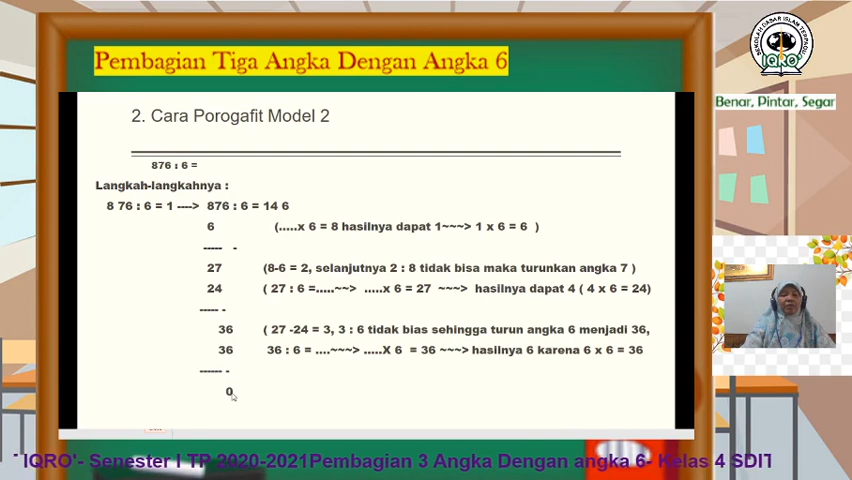 Pembagian Tiga Angka Dengan Angka 6
SEKOLAH DASAR ISLAM TERPADU
IQRO'
Benar, Pintar, Segar
2. Cara Porogafit Model 2
876 : 6 =
Langkah-langkahnya :
8 76 : 6 = 1 ----> 876 : 6 = 14 6
6 (.....x 6 = 8 hasilnya dapat 1~~~> 1 x 6 = 6 )
----- -
27 (8-6 = 2, selanjutnya 2 : 8 tidak bisa maka turunkan angka 7 )
24 ( 27 : 6 =.....~~> .....x 6 = 27 ~~~> hasilnya dapat 4 ( 4 x 6 = 24)
----- -
36 ( 27 -24 = 3, 3 : 6 tidak bias sehingga turun angka 6 menjadi 36,
36 36 : 6 = ....~~~> .....X 6 = 36 ~~~> hasilnya 6 karena 6 x 6 = 36
------ -
0
IQRO'- Senester I TP 2020-2021Pembagian 3 Angka Dengan angka 6- Kelas 4 SDIT